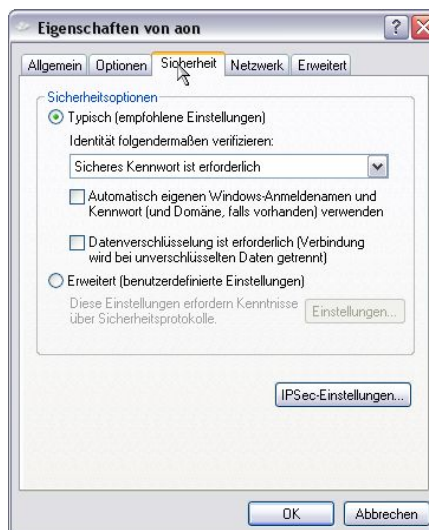 Eigenschaften von aon
Allgemein
Optionen
Sicherheit
Netzwerk
Erweitert
Sicherheitsoptionen
Typisch (empfohlene Einstellungen)
Identität folgendermaßen verifizieren:
Sicheres Kennwort ist erforderlich
Automatisch eigenen Windows-Anmeldenamen und
Kennwort (und Domäne, falls vorhanden) verwenden
Datenverschlüsselung ist erforderlich (Verbindung
wird bei unverschlüsselten Daten getrennt)
Erweitert (benutzerdefinierte Einstellungen)
Diese Einstellungen erfordern Kenntnisse
über Sicherheitsprotokolle.
Einstellungen...
IPSec-Einstellungen...
OK
Abbrechen